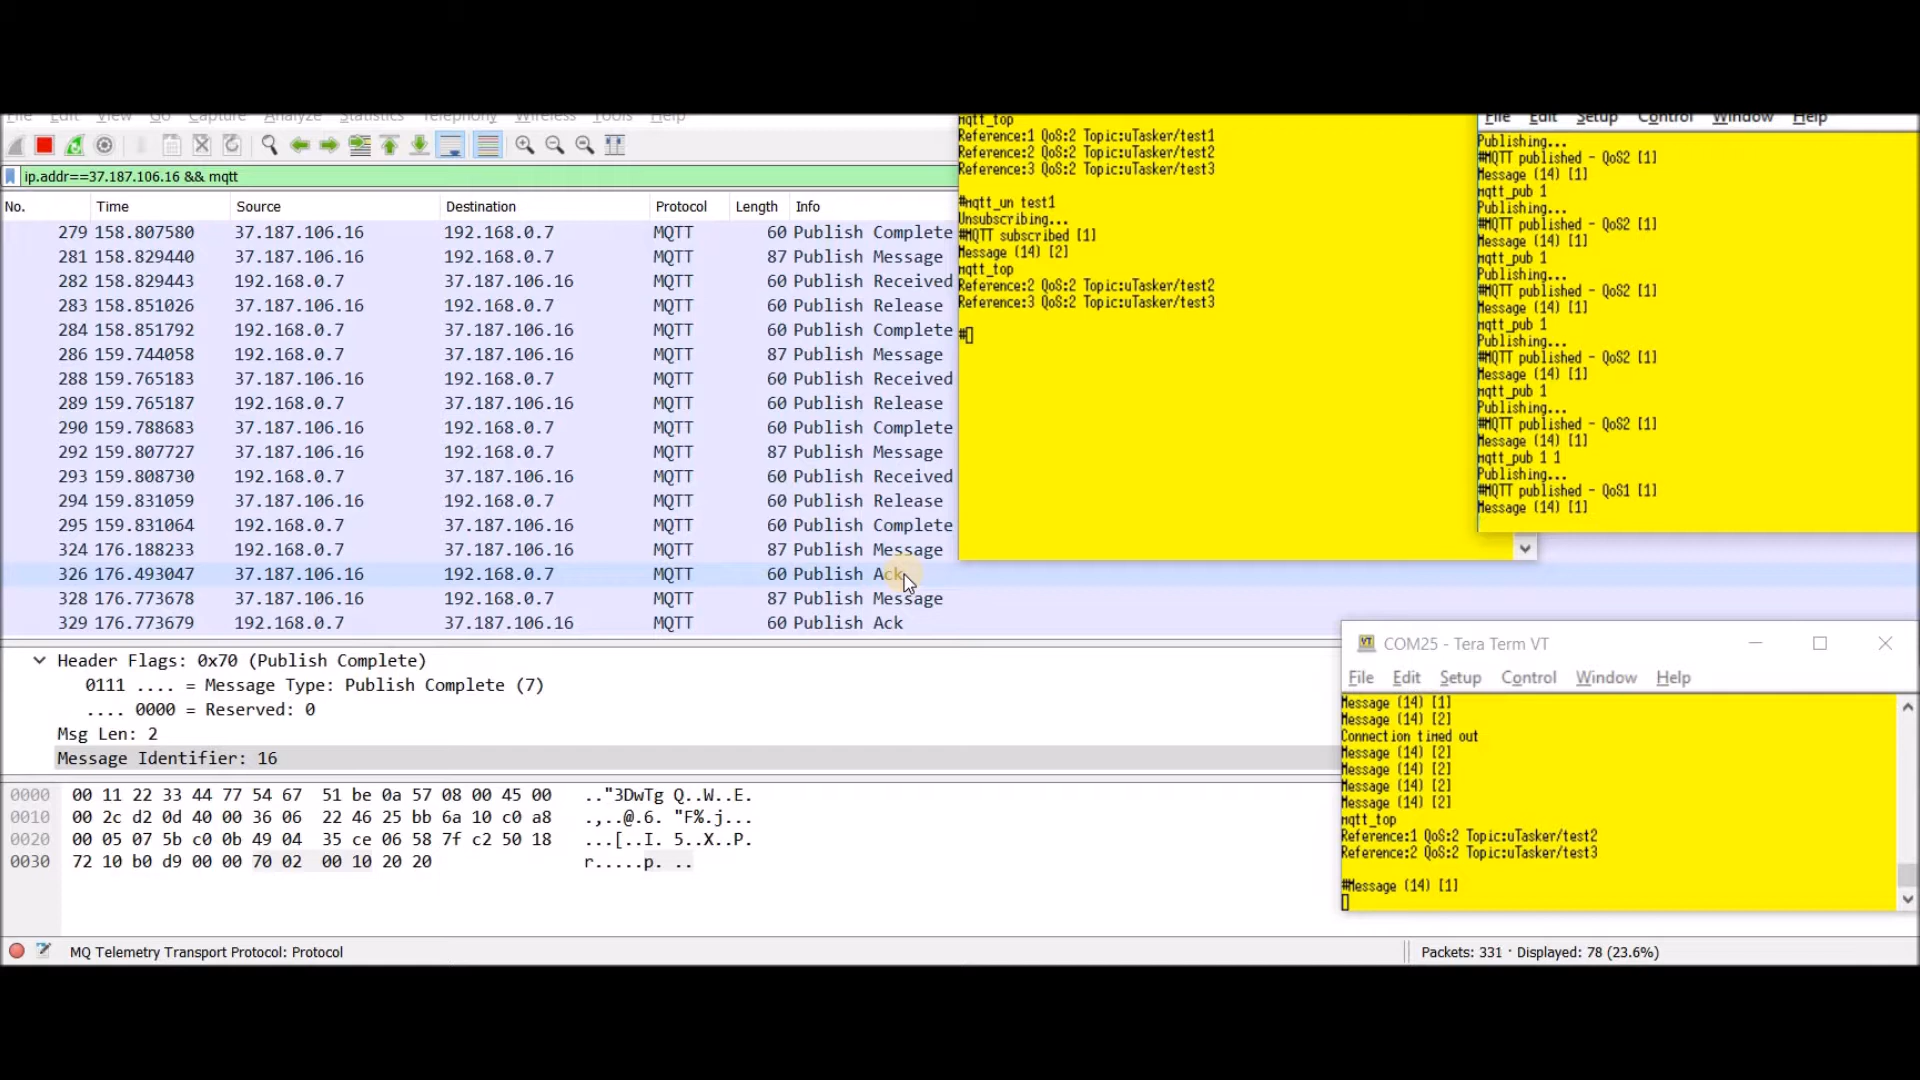 File Edit View Go Capture Analyze Statistics Telephony Wireless Tools Help
ip.addr==37.187.106.16 && mqtt
No. Time Source Destination Protocol Length Info
279 158.807580 37.187.106.16 192.168.0.7 MQTT 60 Publish Complete
281 158.829440 37.187.106.16 192.168.0.7 MQTT 87 Publish Message
282 158.829443 192.168.0.7 37.187.106.16 MQTT 60 Publish Received
283 158.851026 37.187.106.16 192.168.0.7 MQTT 60 Publish Release
284 158.851792 192.168.0.7 37.187.106.16 MQTT 60 Publish Complete
286 159.744058 192.168.0.7 37.187.106.16 MQTT 87 Publish Message
288 159.765183 37.187.106.16 192.168.0.7 MQTT 60 Publish Received
289 159.765187 192.168.0.7 37.187.106.16 MQTT 60 Publish Release
290 159.788683 37.187.106.16 192.168.0.7 MQTT 60 Publish Complete
292 159.807727 37.187.106.16 192.168.0.7 MQTT 87 Publish Message
293 159.808730 192.168.0.7 37.187.106.16 MQTT 60 Publish Received
294 159.831059 37.187.106.16 192.168.0.7 MQTT 60 Publish Release
295 159.831064 192.168.0.7 37.187.106.16 MQTT 60 Publish Complete
324 176.188233 192.168.0.7 37.187.106.16 MQTT 87 Publish Message
326 176.493047 37.187.106.16 192.168.0.7 MQTT 60 Publish Ack
328 176.773678 37.187.106.16 192.168.0.7 MQTT 87 Publish Message
329 176.773679 192.168.0.7 37.187.106.16 MQTT 60 Publish Ack
Header Flags: 0x70 (Publish Complete)
0111 .... = Message Type: Publish Complete (7)
.... 0000 = Reserved: 0
Msg Len: 2
Message Identifier: 16
0000 00 11 22 33 44 77 54 67 51 be 0a 57 08 00 45 00 .."3DwTg Q..W..E.
0010 00 2c d2 0d 40 00 36 06 22 46 25 bb 6a 10 c0 a8 .,..@.6. "F%.j...
0020 00 05 07 5b c0 0b 49 04 35 ce 06 58 7f c2 50 18 ...[..I. 5..X..P.
0030 72 10 b0 d9 00 00 70 02 00 10 20 20 r.....p. ..
MQ Telemetry Transport Protocol: Protocol
Packets: 331 · Displayed: 78 (23.6%)
mqtt_top
Reference:1 QoS:2 Topic:uTasker/test1
Reference:2 QoS:2 Topic:uTasker/test2
Reference:3 QoS:2 Topic:uTasker/test3
#mqtt_un test1
Unsubscribing...
#MQTT subscribed [1]
Message (14) [2]
mqtt_top
Reference:2 QoS:2 Topic:uTasker/test2
Reference:3 QoS:2 Topic:uTasker/test3
#
File Edit Setup Control Window Help
Publishing...
#MQTT published - QoS2 [1]
Message (14) [1]
mqtt_pub 1
Publishing...
#MQTT published - QoS2 [1]
Message (14) [1]
mqtt_pub 1
Publishing...
#MQTT published - QoS2 [1]
Message (14) [1]
mqtt_pub 1
Publishing...
#MQTT published - QoS2 [1]
Message (14) [1]
mqtt_pub 1
Publishing...
#MQTT published - QoS2 [1]
Message (14) [1]
mqtt_pub 1 1
Publishing...
#MQTT published - QoS1 [1]
Message (14) [1]
VT COM25 - Tera Term VT
File Edit Setup Control Window Help
Message (14) [1]
Message (14) [2]
Connection timed out
Message (14) [2]
Message (14) [2]
Message (14) [2]
Message (14) [2]
mqtt_top
Reference:1 QoS:2 Topic:uTasker/test2
Reference:2 QoS:2 Topic:uTasker/test3
#Message (14) [1]